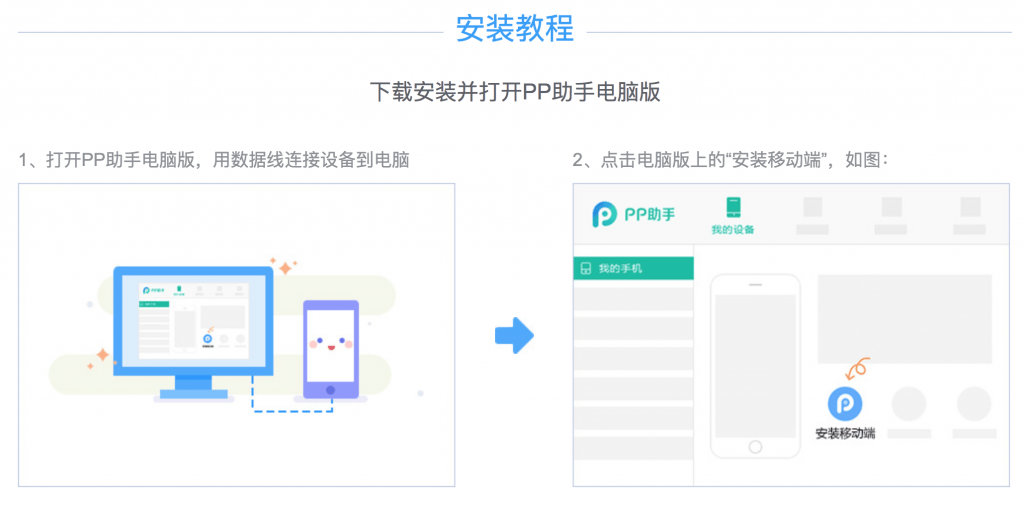 安装教程
下载安装并打开PP助手电脑版
1、打开PP助手电脑版，用数据线连接设备到电脑
2、点击电脑版上的“安装移动端”，如图：
PP助手
我的设备
我的手机
安装移动端